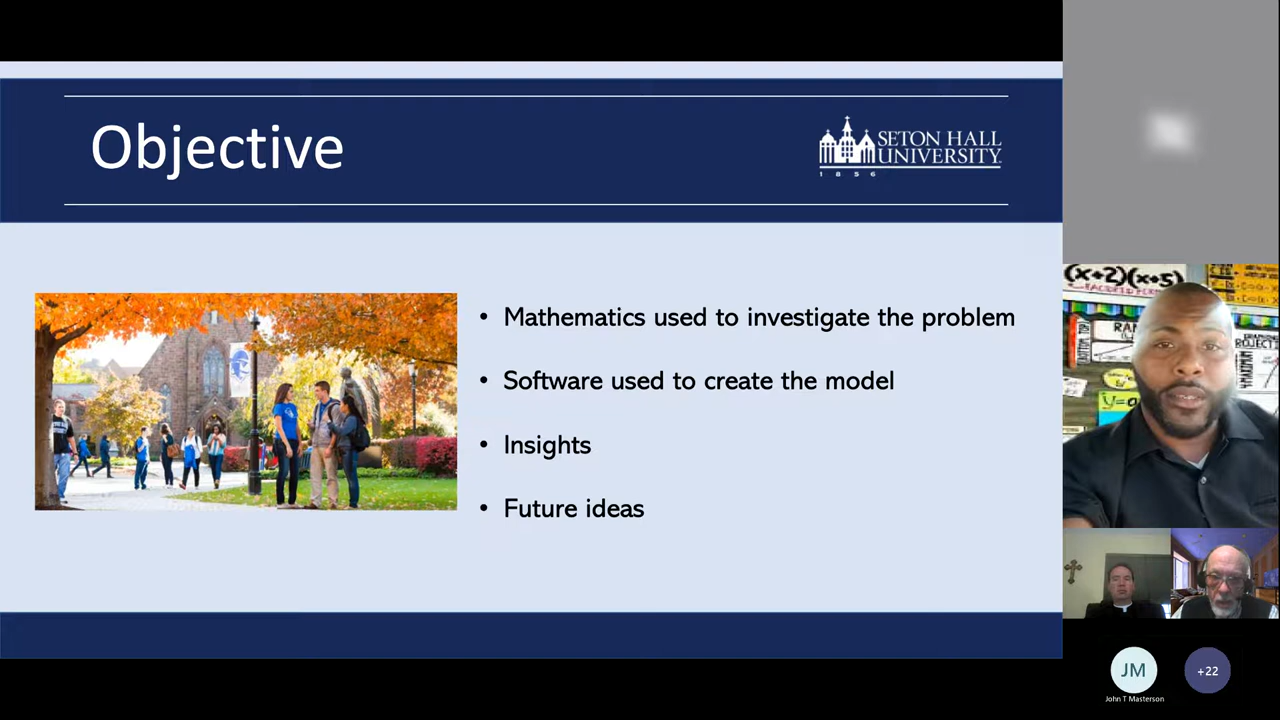 Objective
SETON HALL
UNIVERSITY
1 8 5 6
• Mathematics used to investigate the problem
• Software used to create the model
• Insights
• Future ideas
(x+2)(x+5)
JM
+22
John T Masterson